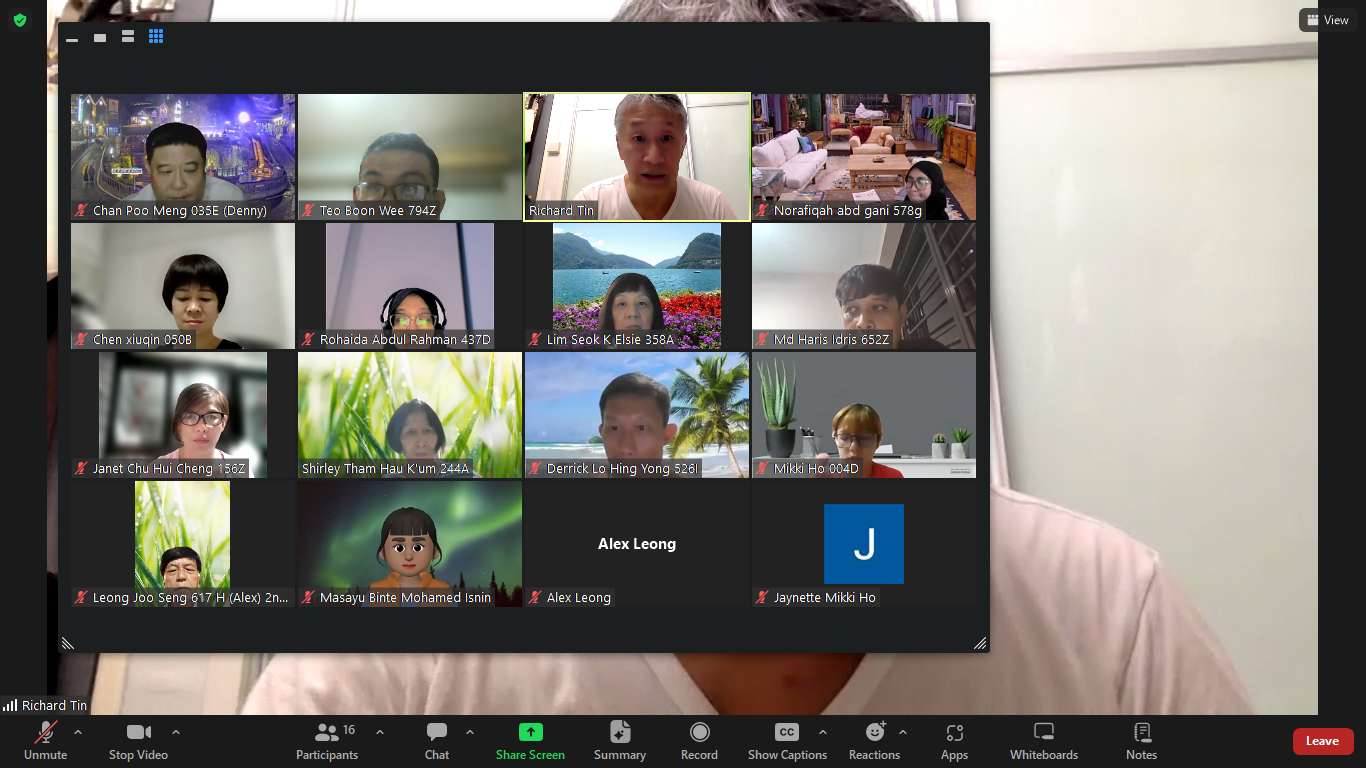 View
Chan Poo Meng 035E (Denny)
Teo Boon Wee 794Z
Richard Tin
Norafiqah abd gani 578g
Chen xiuqin 050B
Rohaida Abdul Rahman 437D
Lim Seok K Elsie 358A
Md Haris Idris 652Z
Janet Chu Hui Cheng 156Z
Shirley Tham Hau K'um 244A
Derrick Lo Hing Yong 526I
Mikki Ho 004D
Alex Leong
J
Leong Joo Seng 617 H (Alex) 2n...
Masayu Binte Mohamed Isnin
Alex Leong
Jaynette Mikki Ho
Richard Tin
16
CC
Unmute
Stop Video
Participants
Chat
Share Screen
Summary
Record
Show Captions
Reactions
Apps
Whiteboards
Notes
Leave